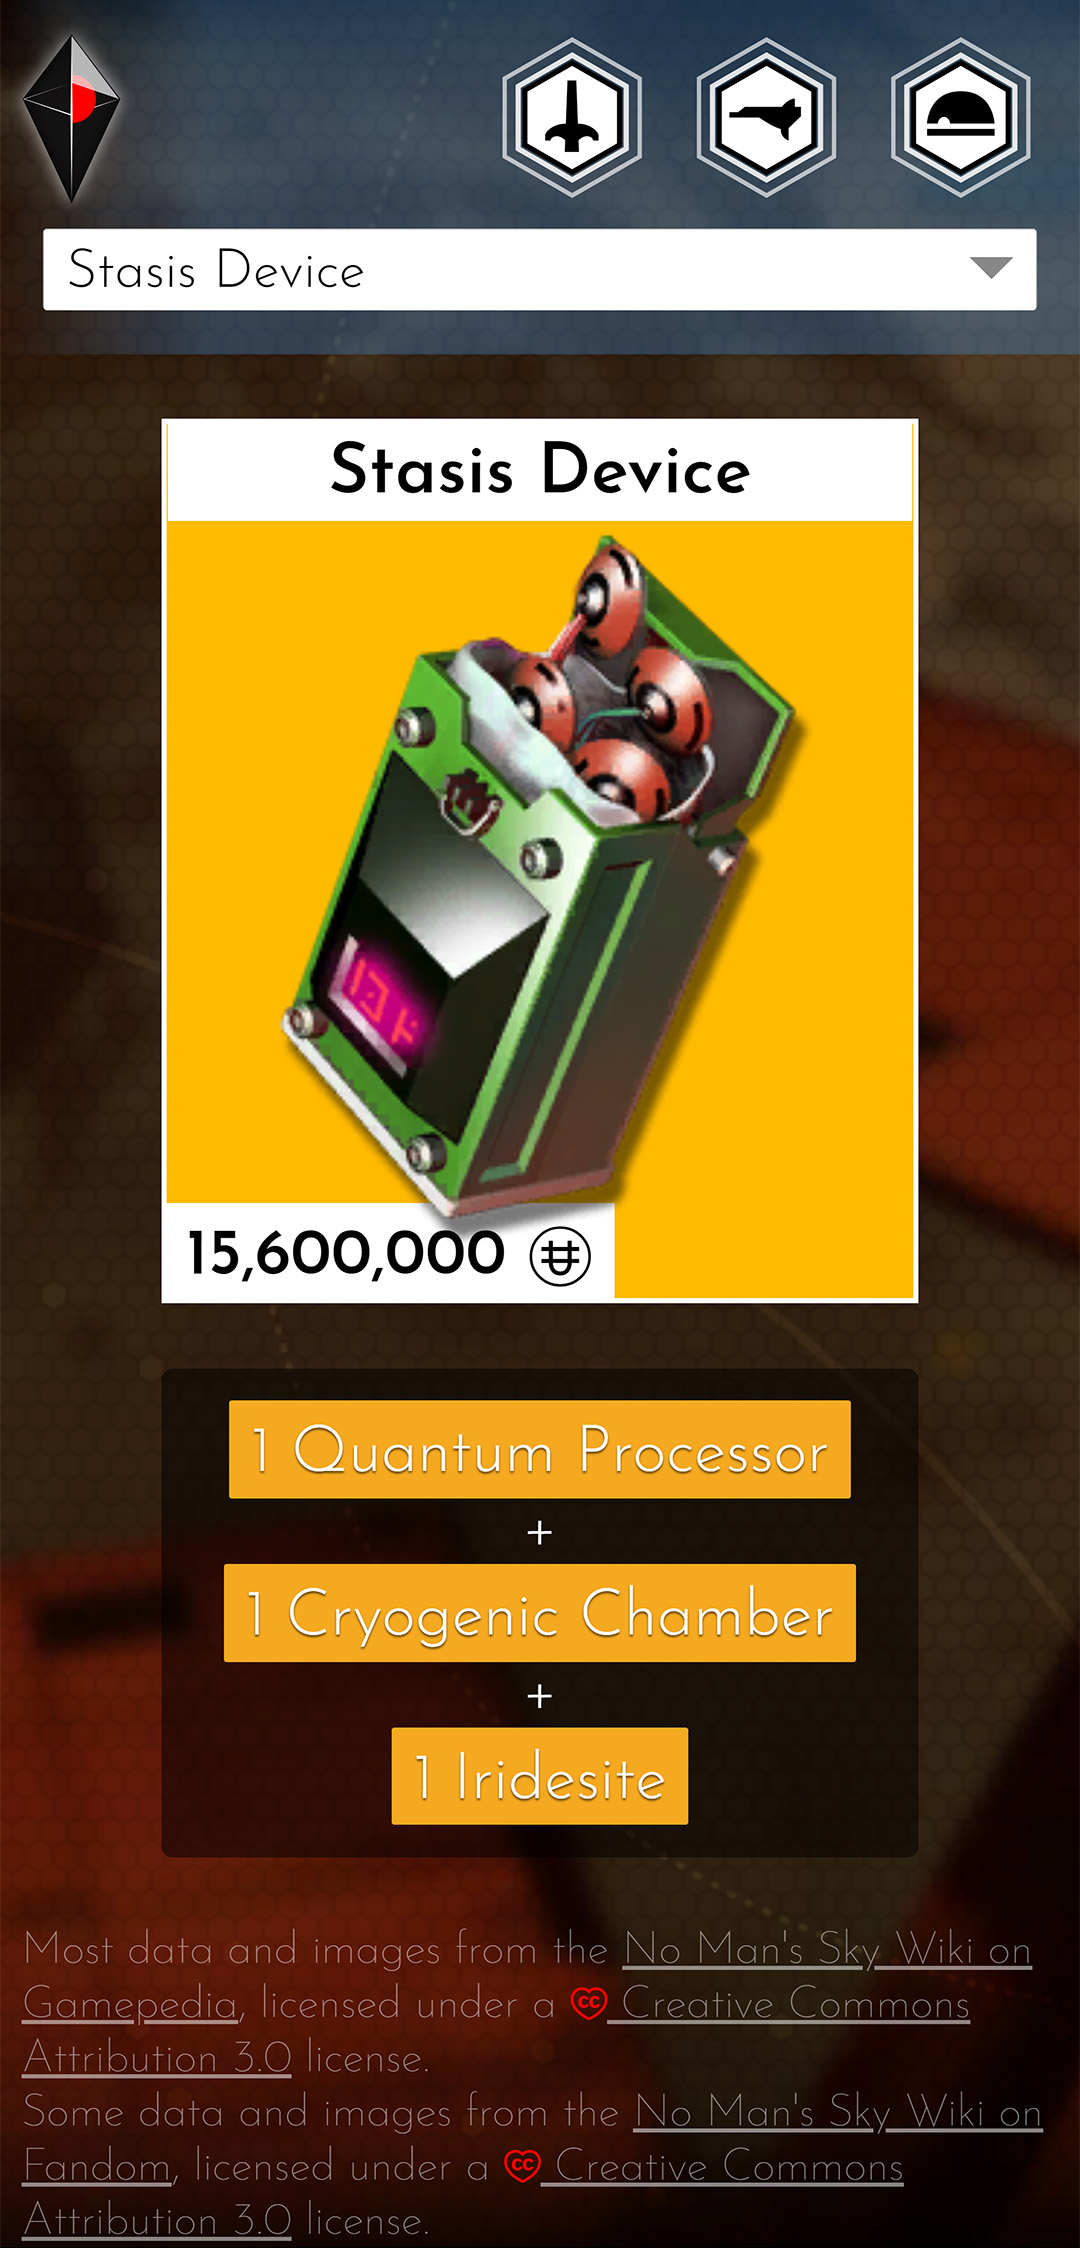 Stasis Device
Stasis Device
15,600,000
1 Quantum Processor
+
1 Cryogenic Chamber
+
1 Iridesite
Most data and images from the No Man's Sky Wiki on
Gamepedia, licensed under a cc Creative Commons
Attribution 3.0 license.
Some data and images from the No Man's Sky Wiki on
Fandom, licensed under a cc Creative Commons
Attribution 3.0 license.